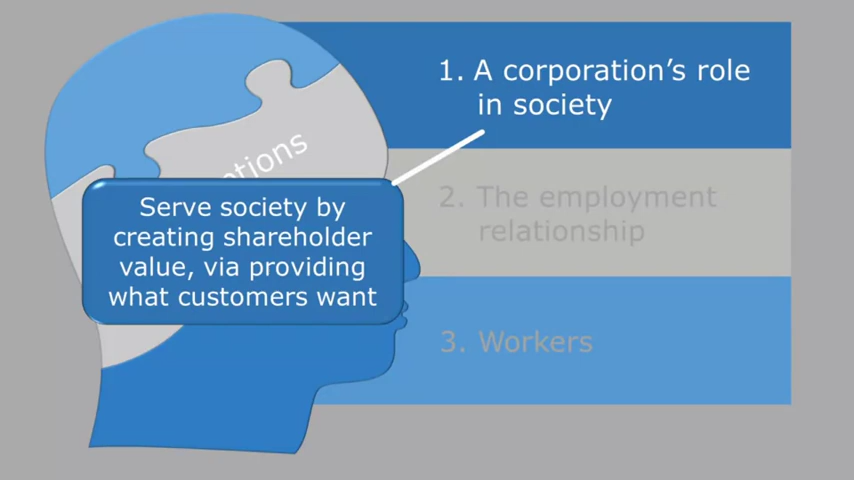 1. A corporation's role
in society
Serve society by
creating shareholder
value, via providing
what customers want
2. The employment
relationship
3. Workers